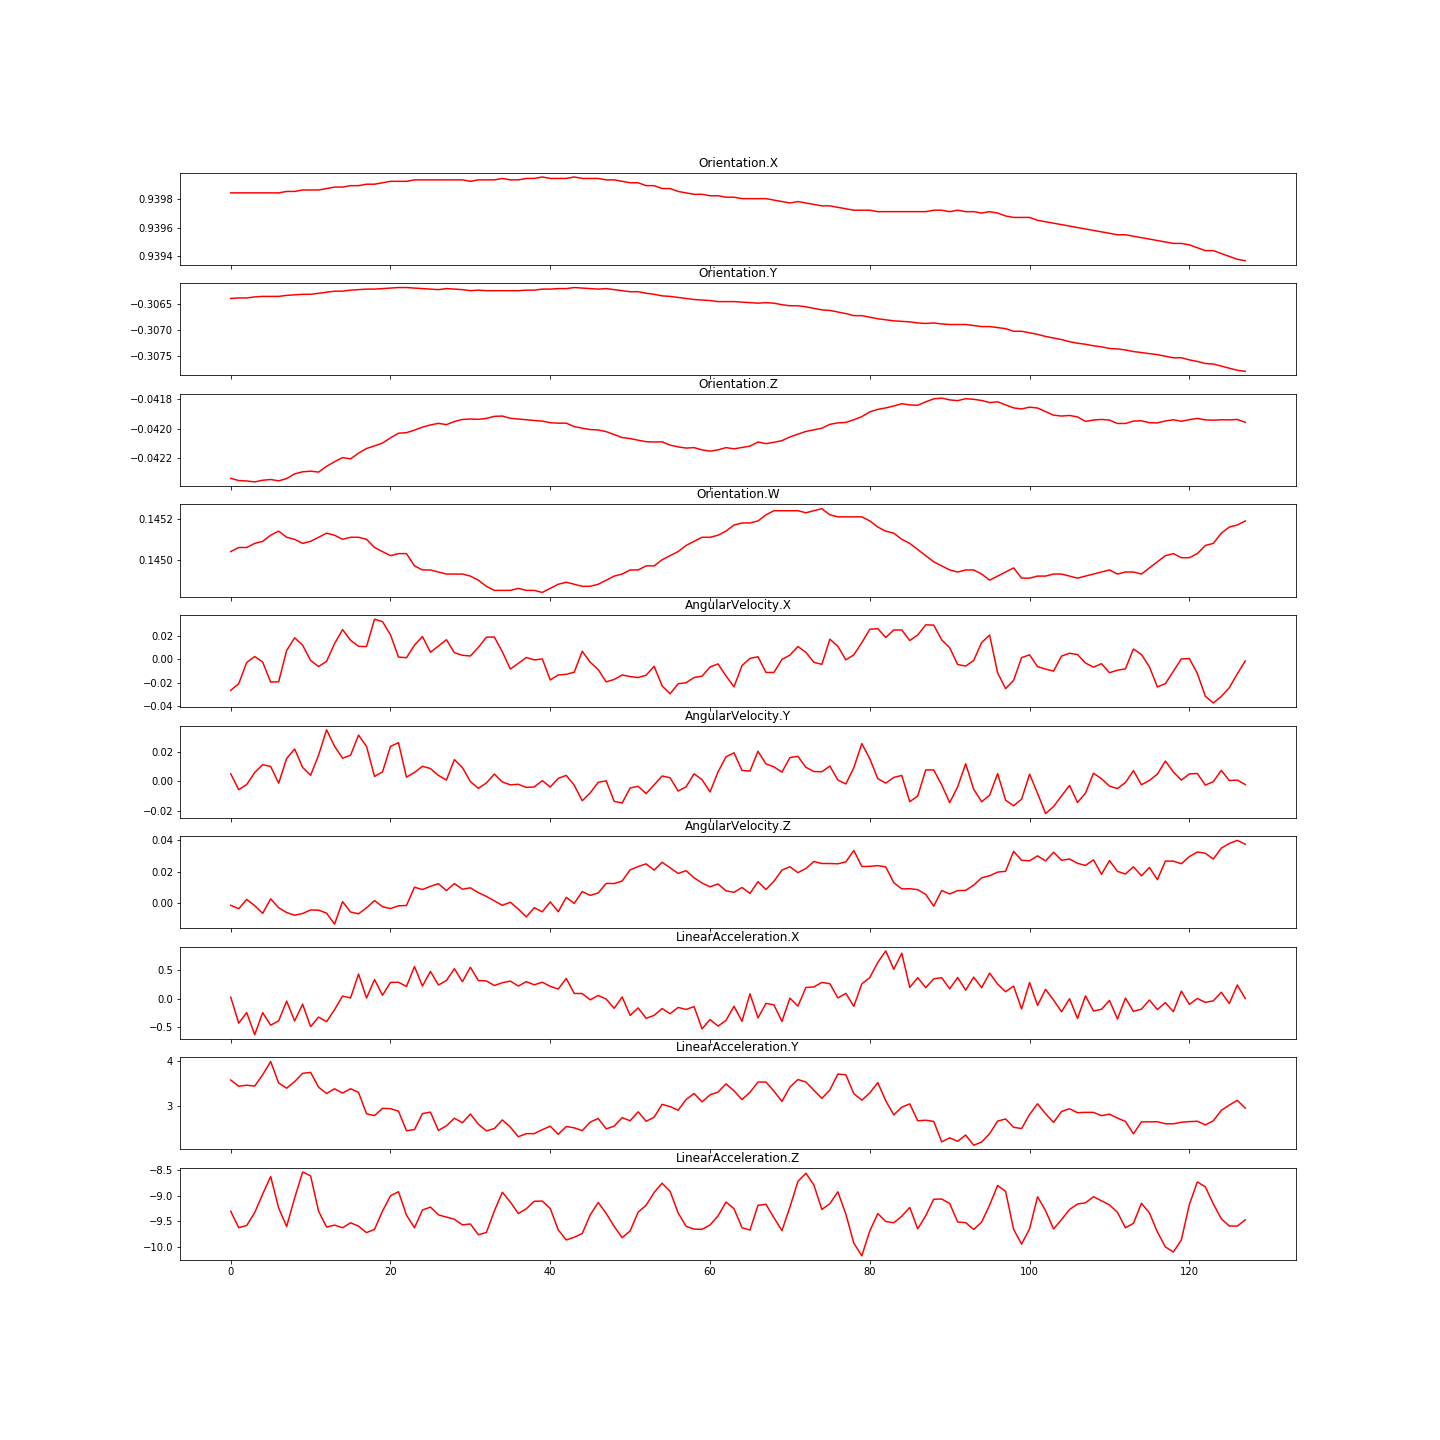 Orientation.X
0.9398
0.9396
0.9394
Orientation.Y
−0.3065
−0.3070
−0.3075
Orientation.Z
−0.0418
−0.0420
−0.0422
Orientation.W
0.1452
0.1450
AngularVelocity.X
0.02
0.00
−0.02
−0.04
AngularVelocity.Y
0.02
0.00
−0.02
AngularVelocity.Z
0.04
0.02
0.00
LinearAcceleration.X
0.5
0.0
−0.5
LinearAcceleration.Y
4
3
LinearAcceleration.Z
−8.5
−9.0
−9.5
−10.0
0 20 40 60 80 100 120